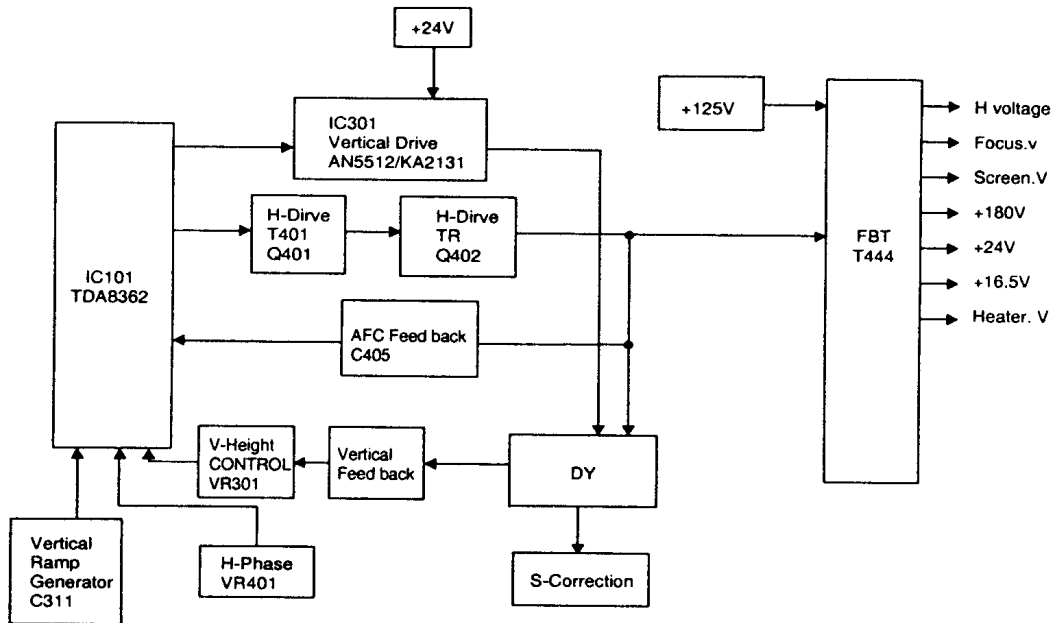 +24V
IC301
Vertical Drive
AN5512/KA2131
+125V
H voltage
Focus.v
Screen.V
+180V
+24V
+16.5V
Heater. V
FBT
T444
IC101
TDA8362
H-Dirve
T401
Q401
H-Dirve
TR
Q402
AFC Feed back
C405
V-Height
CONTROL
VR301
Vertical
Feed back
DY
Vertical
Ramp
Generator
C311
H-Phase
VR401
S-Correction